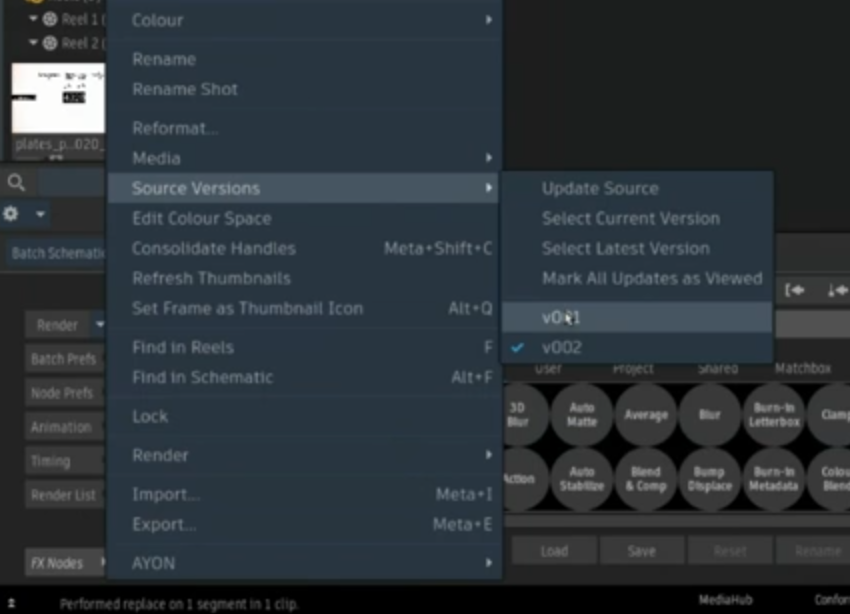 Reel 1 (
Reel 2 (
plates_p...020_
Batch Schemati
Render
Batch Prefs
Node Prefs
Animation
Timing
Render List
FX Nodes
Colour
Rename
Rename Shot
Reformat...
Media
Source Versions
Edit Colour Space
Consolidate Handles Meta+Shift+C
Refresh Thumbnails
Set Frame as Thumbnail Icon Alt+Q
Find in Reels F
Find in Schematic Alt+F
Lock
Render
Import... Meta+I
Export... Meta+E
AYON
Update Source
Select Current Version
Select Latest Version
Mark All Updates as Viewed
v001
v002
User Project Shared Matchbox
3D Blur
Auto Matte
Average
Blur
Burn-In Letterbox
Clamp
Action
Auto Stabilize
Blend & Comp
Bump Displace
Burn-In Metadata
Colou Blend
Load Save Reset Rename
Performed replace on 1 segment in 1 clip.
MediaHub Confor